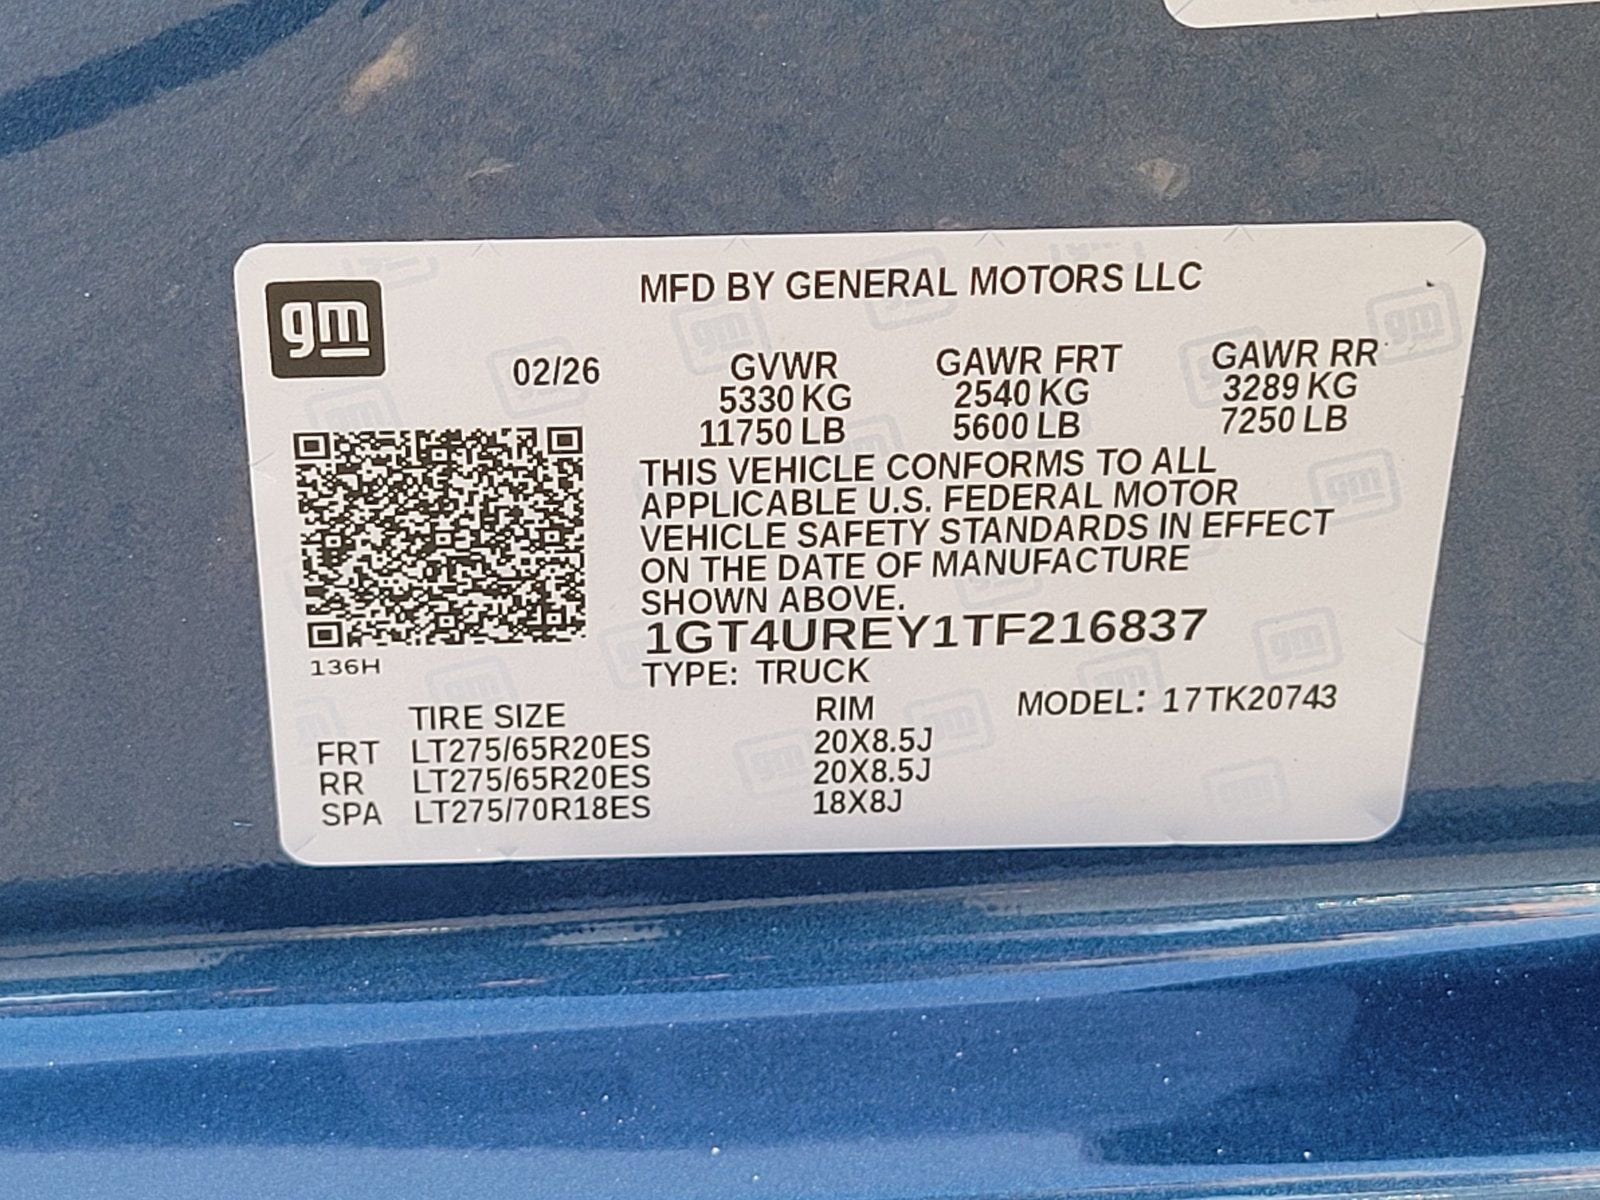 gm
MFD BY GENERAL MOTORS LLC
02/26
GVWR GAWR FRT GAWR RR
5330 KG 2540 KG 3289 KG
11750 LB 5600 LB 7250 LB
THIS VEHICLE CONFORMS TO ALL
APPLICABLE U.S. FEDERAL MOTOR
VEHICLE SAFETY STANDARDS IN EFFECT
ON THE DATE OF MANUFACTURE
SHOWN ABOVE.
1GT4UREY1TF216837
136H
TYPE: TRUCK
TIRE SIZE RIM MODEL: 17TK20743
FRT LT275/65R20ES 20X8.5J
RR LT275/65R20ES 20X8.5J
SPA LT275/70R18ES 18X8J